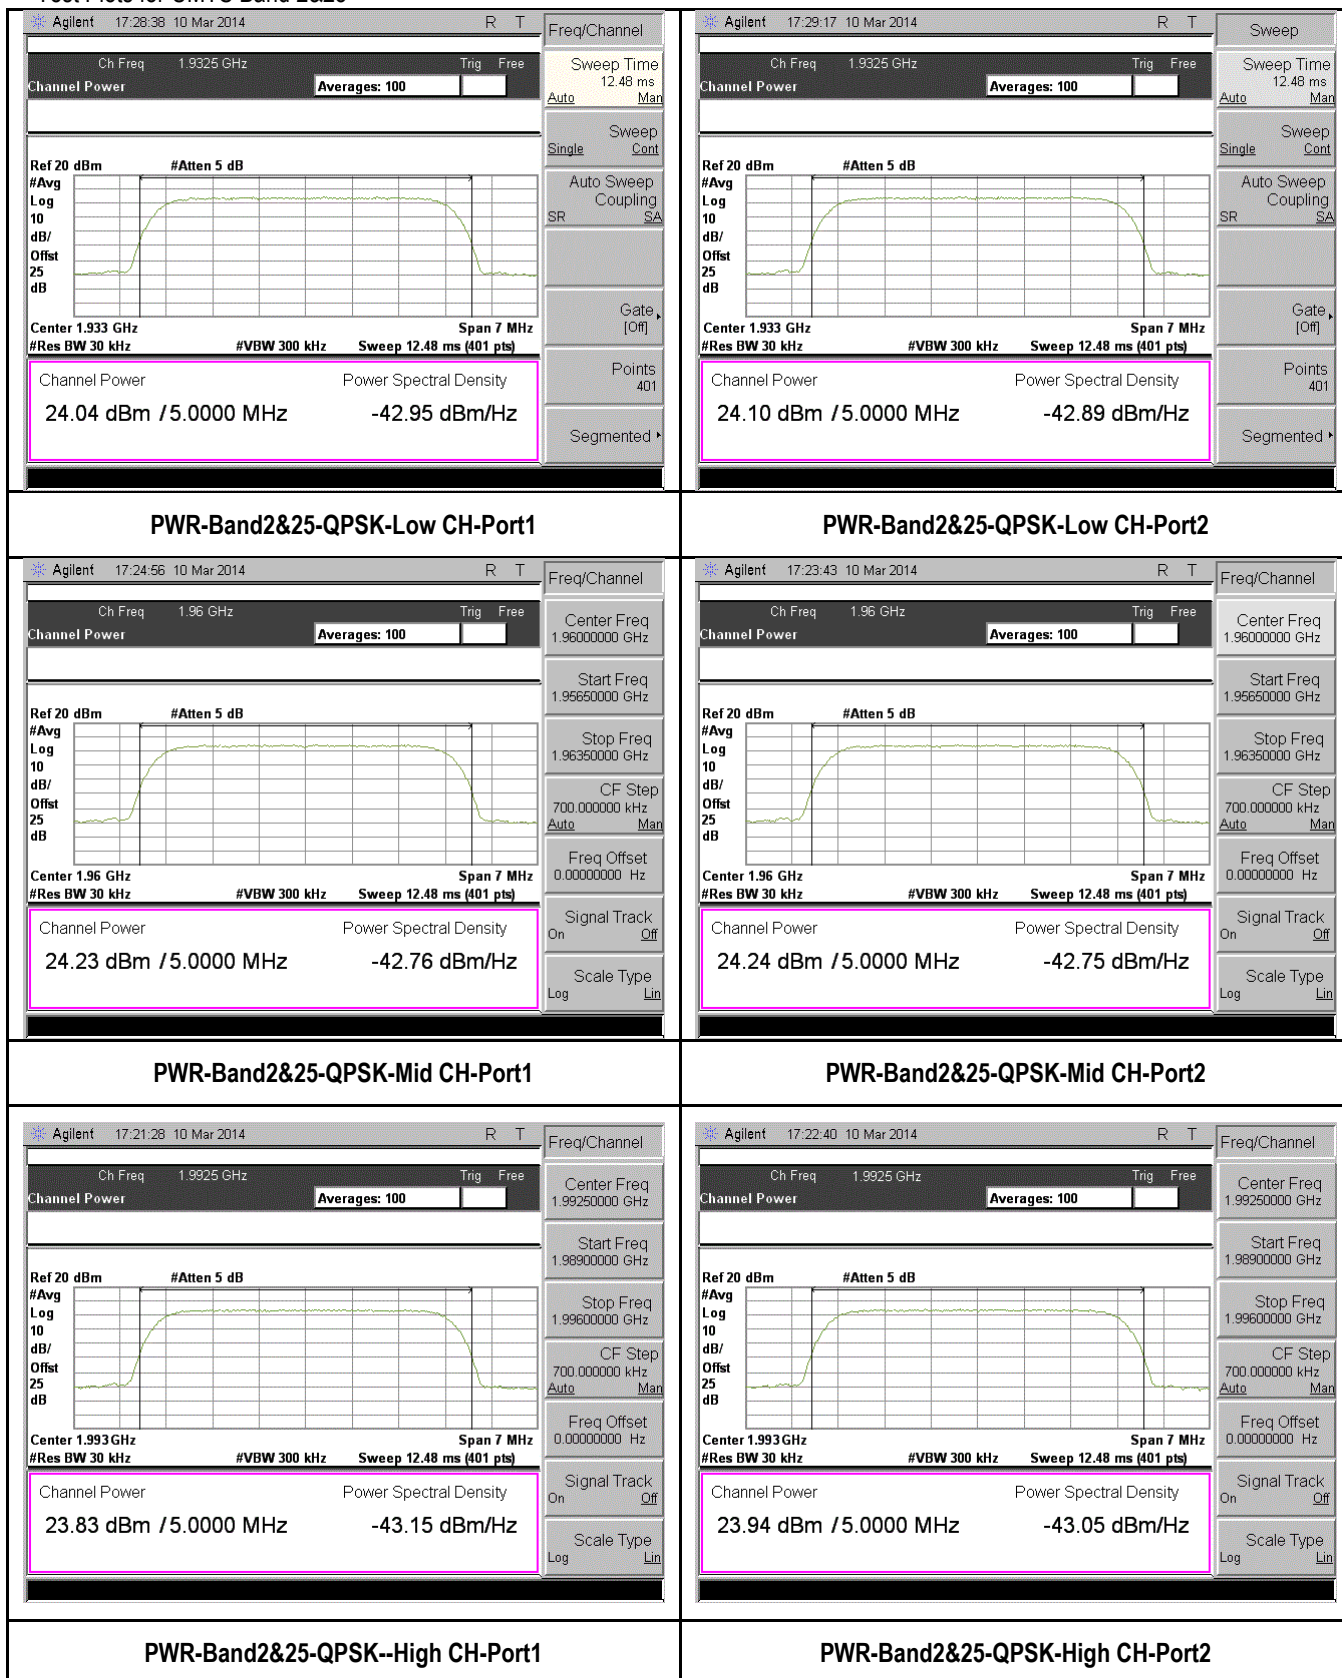 Test Plots for UMTS Band 2&25
Agilent 17:28:38 10 Mar 2014 R T
Freq/Channel
Ch Freq 1.9325 GHz Trig Free
Channel Power Averages: 100
Ref 20 dBm #Atten 5 dB
#Avg
Log
10
dB/
Offst
25
dB
Center 1.933 GHz Span 7 MHz
#Res BW 30 kHz #VBW 300 kHz Sweep 12.48 ms (401 pts)
Channel Power Power Spectral Density
24.04 dBm / 5.0000 MHz -42.95 dBm/Hz
Sweep Time
12.48 ms
Auto Man
Sweep
Single Cont
Auto Sweep
Coupling
SR SA
Gate
[Off]
Points
401
Segmented
Agilent 17:29:17 10 Mar 2014 R T
Sweep
Ch Freq 1.9325 GHz Trig Free
Channel Power Averages: 100
Ref 20 dBm #Atten 5 dB
#Avg
Log
10
dB/
Offst
25
dB
Center 1.933 GHz Span 7 MHz
#Res BW 30 kHz #VBW 300 kHz Sweep 12.48 ms (401 pts)
Channel Power Power Spectral Density
24.10 dBm / 5.0000 MHz -42.89 dBm/Hz
Sweep Time
12.48 ms
Auto Man
Sweep
Single Cont
Auto Sweep
Coupling
SR SA
Gate
[Off]
Points
401
Segmented
PWR-Band2&25-QPSK-Low CH-Port1
PWR-Band2&25-QPSK-Low CH-Port2
Agilent 17:24:56 10 Mar 2014 R T
Freq/Channel
Ch Freq 1.96 GHz Trig Free
Channel Power Averages: 100
Ref 20 dBm #Atten 5 dB
#Avg
Log
10
dB/
Offst
25
dB
Center 1.96 GHz Span 7 MHz
#Res BW 30 kHz #VBW 300 kHz Sweep 12.48 ms (401 pts)
Channel Power Power Spectral Density
24.23 dBm / 5.0000 MHz -42.76 dBm/Hz
Center Freq
1.96000000 GHz
Start Freq
1.95650000 GHz
Stop Freq
1.96350000 GHz
CF Step
700.000000 kHz
Auto Man
Freq Offset
0.00000000 Hz
Signal Track
On Off
Scale Type
Log Lin
Agilent 17:23:43 10 Mar 2014 R T
Freq/Channel
Ch Freq 1.96 GHz Trig Free
Channel Power Averages: 100
Ref 20 dBm #Atten 5 dB
#Avg
Log
10
dB/
Offst
25
dB
Center 1.96 GHz Span 7 MHz
#Res BW 30 kHz #VBW 300 kHz Sweep 12.48 ms (401 pts)
Channel Power Power Spectral Density
24.24 dBm / 5.0000 MHz -42.75 dBm/Hz
Center Freq
1.96000000 GHz
Start Freq
1.95650000 GHz
Stop Freq
1.96350000 GHz
CF Step
700.000000 kHz
Auto Man
Freq Offset
0.00000000 Hz
Signal Track
On Off
Scale Type
Log Lin
PWR-Band2&25-QPSK-Mid CH-Port1
PWR-Band2&25-QPSK-Mid CH-Port2
Agilent 17:21:28 10 Mar 2014 R T
Freq/Channel
Ch Freq 1.9925 GHz Trig Free
Channel Power Averages: 100
Ref 20 dBm #Atten 5 dB
#Avg
Log
10
dB/
Offst
25
dB
Center 1.993 GHz Span 7 MHz
#Res BW 30 kHz #VBW 300 kHz Sweep 12.48 ms (401 pts)
Channel Power Power Spectral Density
23.83 dBm / 5.0000 MHz -43.15 dBm/Hz
Center Freq
1.99250000 GHz
Start Freq
1.98900000 GHz
Stop Freq
1.99600000 GHz
CF Step
700.000000 kHz
Auto Man
Freq Offset
0.00000000 Hz
Signal Track
On Off
Scale Type
Log Lin
Agilent 17:22:40 10 Mar 2014 R T
Freq/Channel
Ch Freq 1.9925 GHz Trig Free
Channel Power Averages: 100
Ref 20 dBm #Atten 5 dB
#Avg
Log
10
dB/
Offst
25
dB
Center 1.993 GHz Span 7 MHz
#Res BW 30 kHz #VBW 300 kHz Sweep 12.48 ms (401 pts)
Channel Power Power Spectral Density
23.94 dBm / 5.0000 MHz -43.05 dBm/Hz
Center Freq
1.99250000 GHz
Start Freq
1.98900000 GHz
Stop Freq
1.99600000 GHz
CF Step
700.000000 kHz
Auto Man
Freq Offset
0.00000000 Hz
Signal Track
On Off
Scale Type
Log Lin
PWR-Band2&25-QPSK--High CH-Port1
PWR-Band2&25-QPSK-High CH-Port2